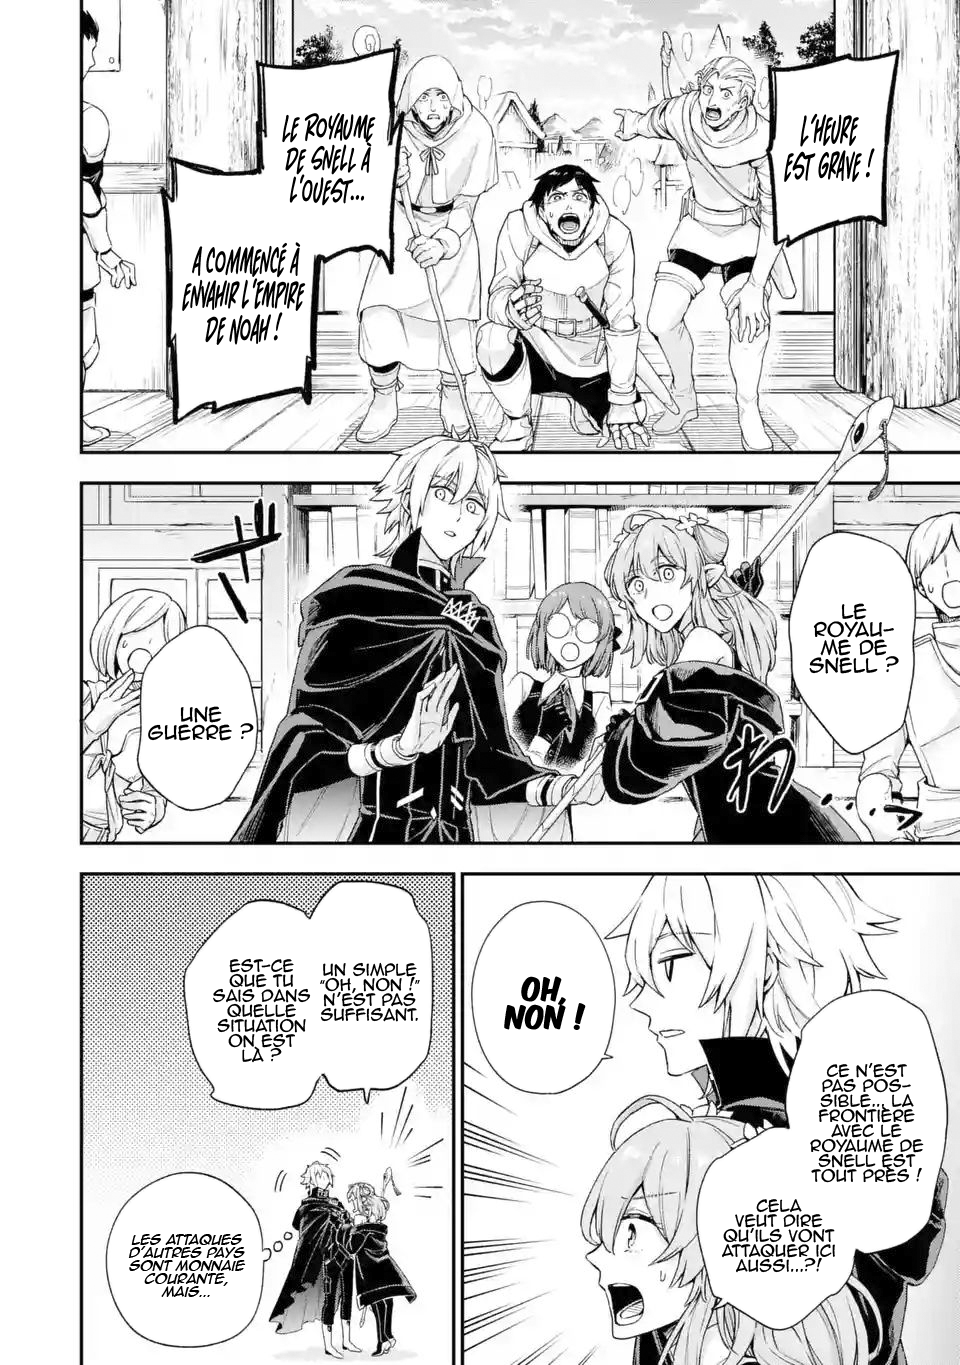 L'HEURE
EST GRAVE !
LE ROYAUME
DE SNELL À
L'OUEST...
A COMMENCÉ À
ENVAHIR L'EMPIRE
DE NOAH !
LE
ROYAU-
ME DE
SNELL ?
UNE
GUERRE ?
OH,
NON !
CE N'EST
PAS POS-
SIBLE... LA
FRONTIÈRE
AVEC LE
ROYAUME DE
SNELL EST
TOUT PRÈS !
CELA
VEUT DIRE
QU'ILS VONT
ATTAQUER ICI
AUSSI...?!
UN SIMPLE
"OH, NON !"
N'EST PAS
SUFFISANT.
EST-CE
QUE TU
SAIS DANS
QUELLE
SITUATION
ON EST
LÀ ?
LES ATTAQUES
D'AUTRES PAYS
SONT MONNAIE
COURANTE,
MAIS...